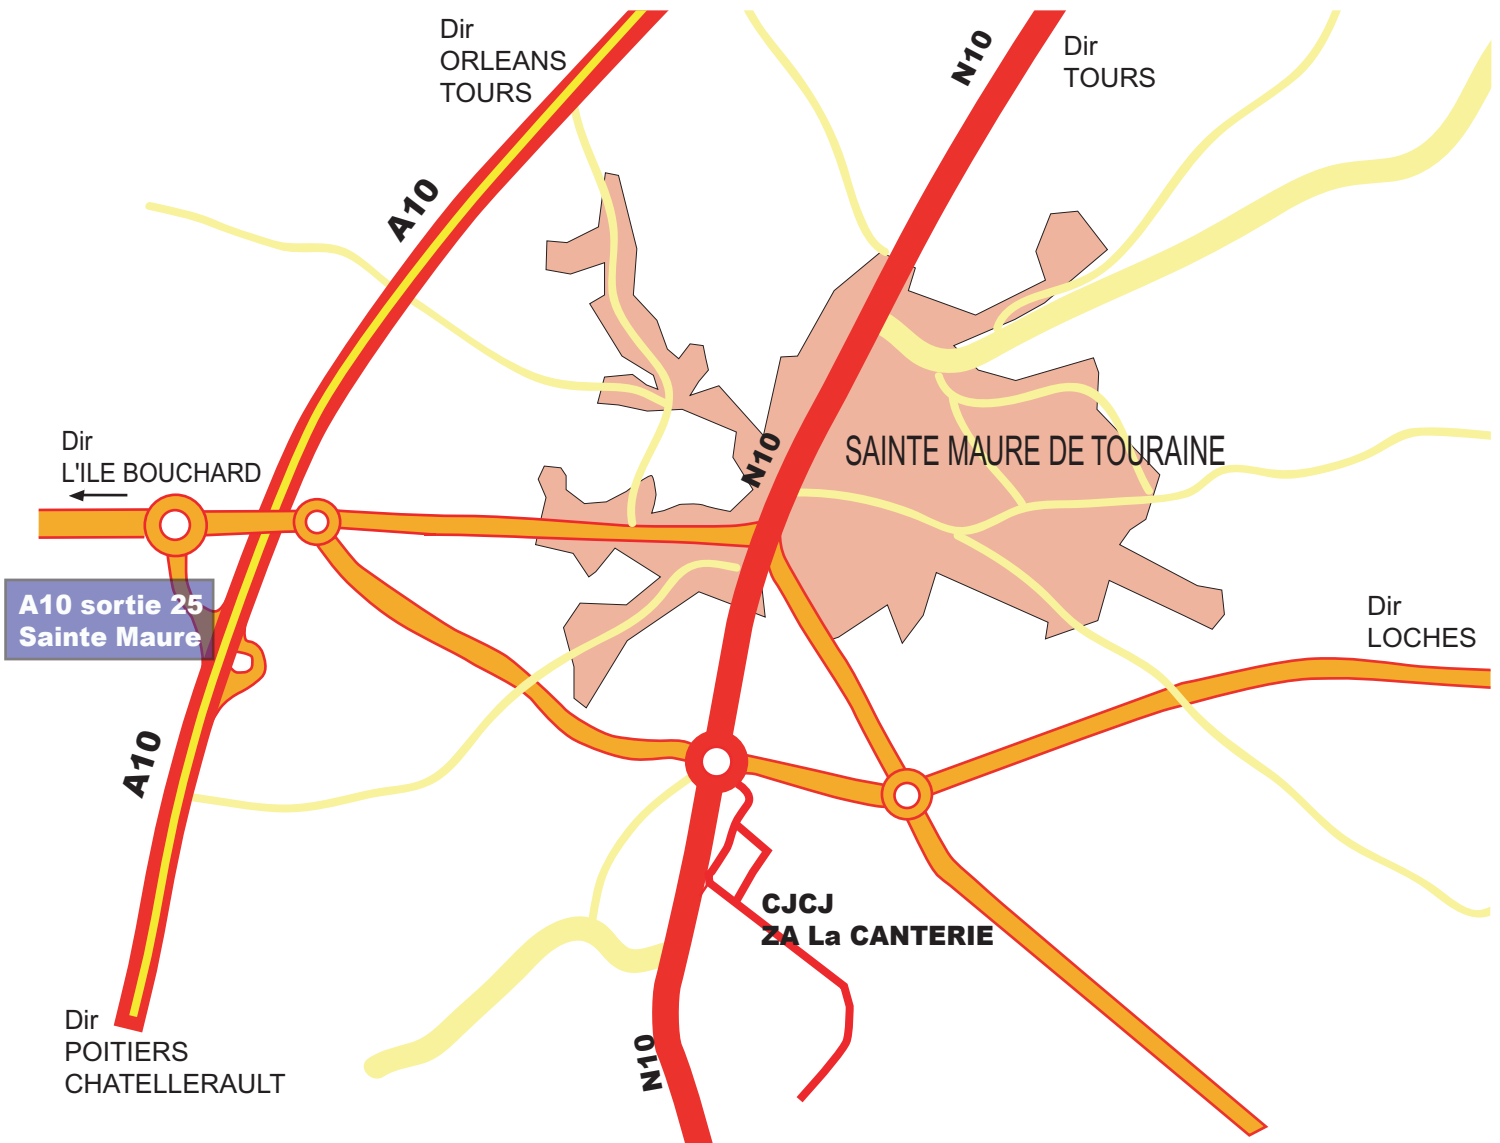 Dir
ORLEANS
TOURS
N10
Dir
TOURS
A10
Dir
L'ILE BOUCHARD
N10
SAINTE MAURE DE TOURAINE
A10 sortie 25
Sainte Maure
Dir
LOCHES
A10
CJCJ
ZA La CANTERIE
Dir
POITIERS
CHATELLERAULT
N10